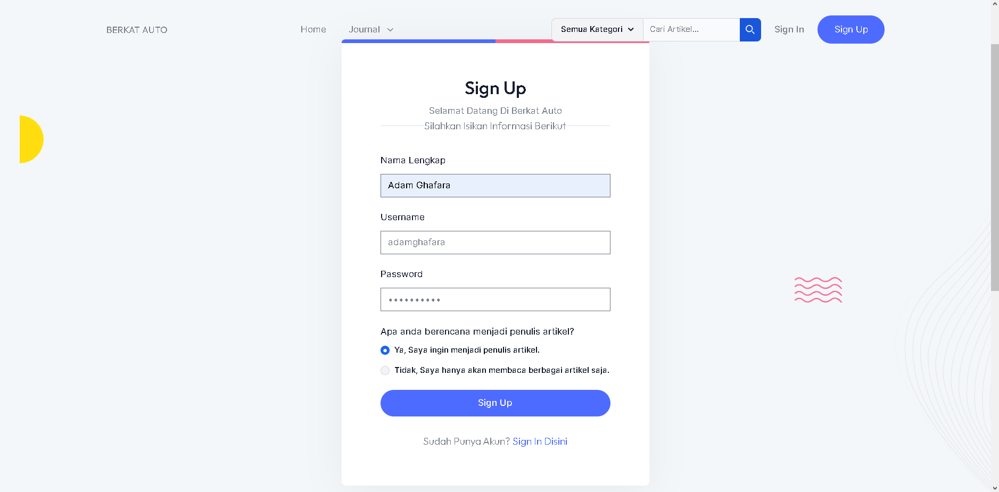 BERKAT AUTO
Home
Journal
Semua Kategori
Cari Artikel...
Sign In
Sign Up
Sign Up
Selamat Datang Di Berkat Auto
Silahkan Isikan Informasi Berikut
Nama Lengkap
Adam Ghafara
Username
adamghafara
Password
••••••••••
Apa anda berencana menjadi penulis artikel?
Ya, Saya ingin menjadi penulis artikel.
Tidak, Saya hanya akan membaca berbagai artikel saja.
Sign Up
Sudah Punya Akun? Sign In Disini